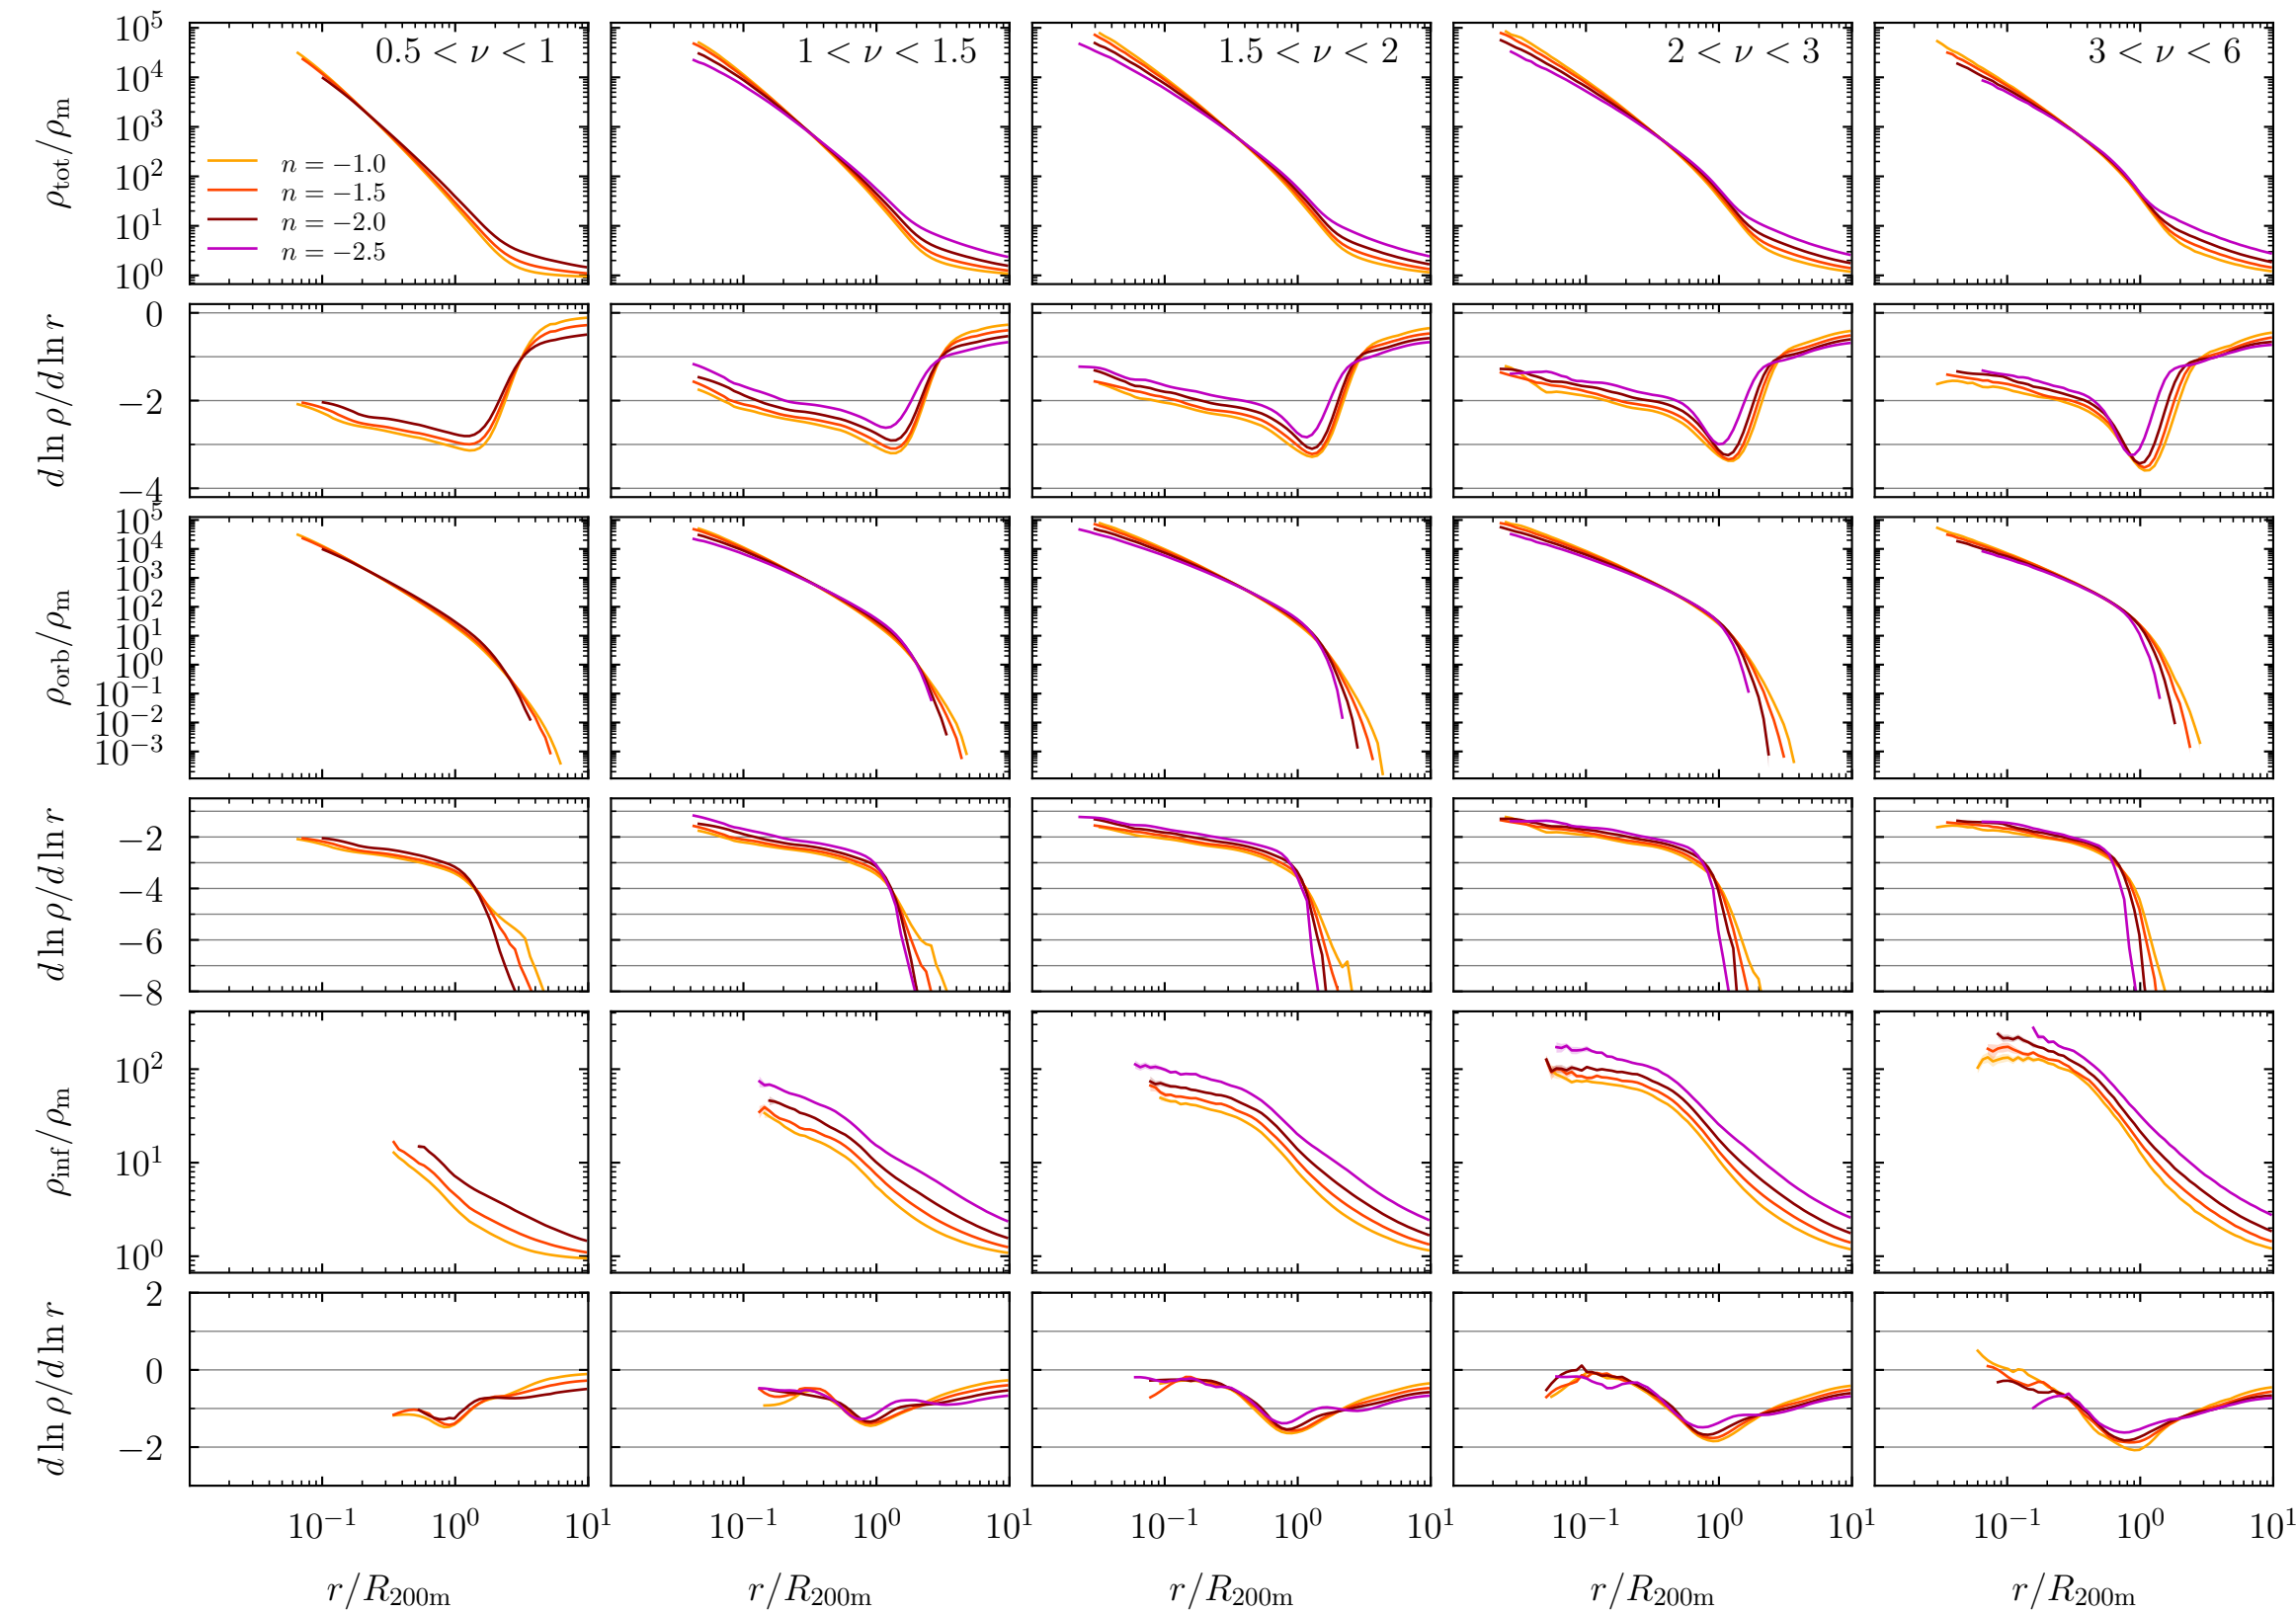 0.5 < ν < 1
1 < ν < 1.5
1.5 < ν < 2
2 < ν < 3
3 < ν < 6
ρ_tot/ρ_m
10^5
10^4
10^3
10^2
10^1
10^0
n = −1.0
n = −1.5
n = −2.0
n = −2.5
d ln ρ/d ln r
0
−2
−4
ρ_orb/ρ_m
10^5
10^4
10^3
10^2
10^1
10^0
10^−1
10^−2
10^−3
d ln ρ/d ln r
−2
−4
−6
−8
ρ_inf/ρ_m
10^2
10^1
10^0
d ln ρ/d ln r
2
0
−2
10^−1 10^0 10^1 10^−1 10^0 10^1 10^−1 10^0 10^1 10^−1 10^0 10^1 10^−1 10^0 10^1
r/R_200m r/R_200m r/R_200m r/R_200m r/R_200m